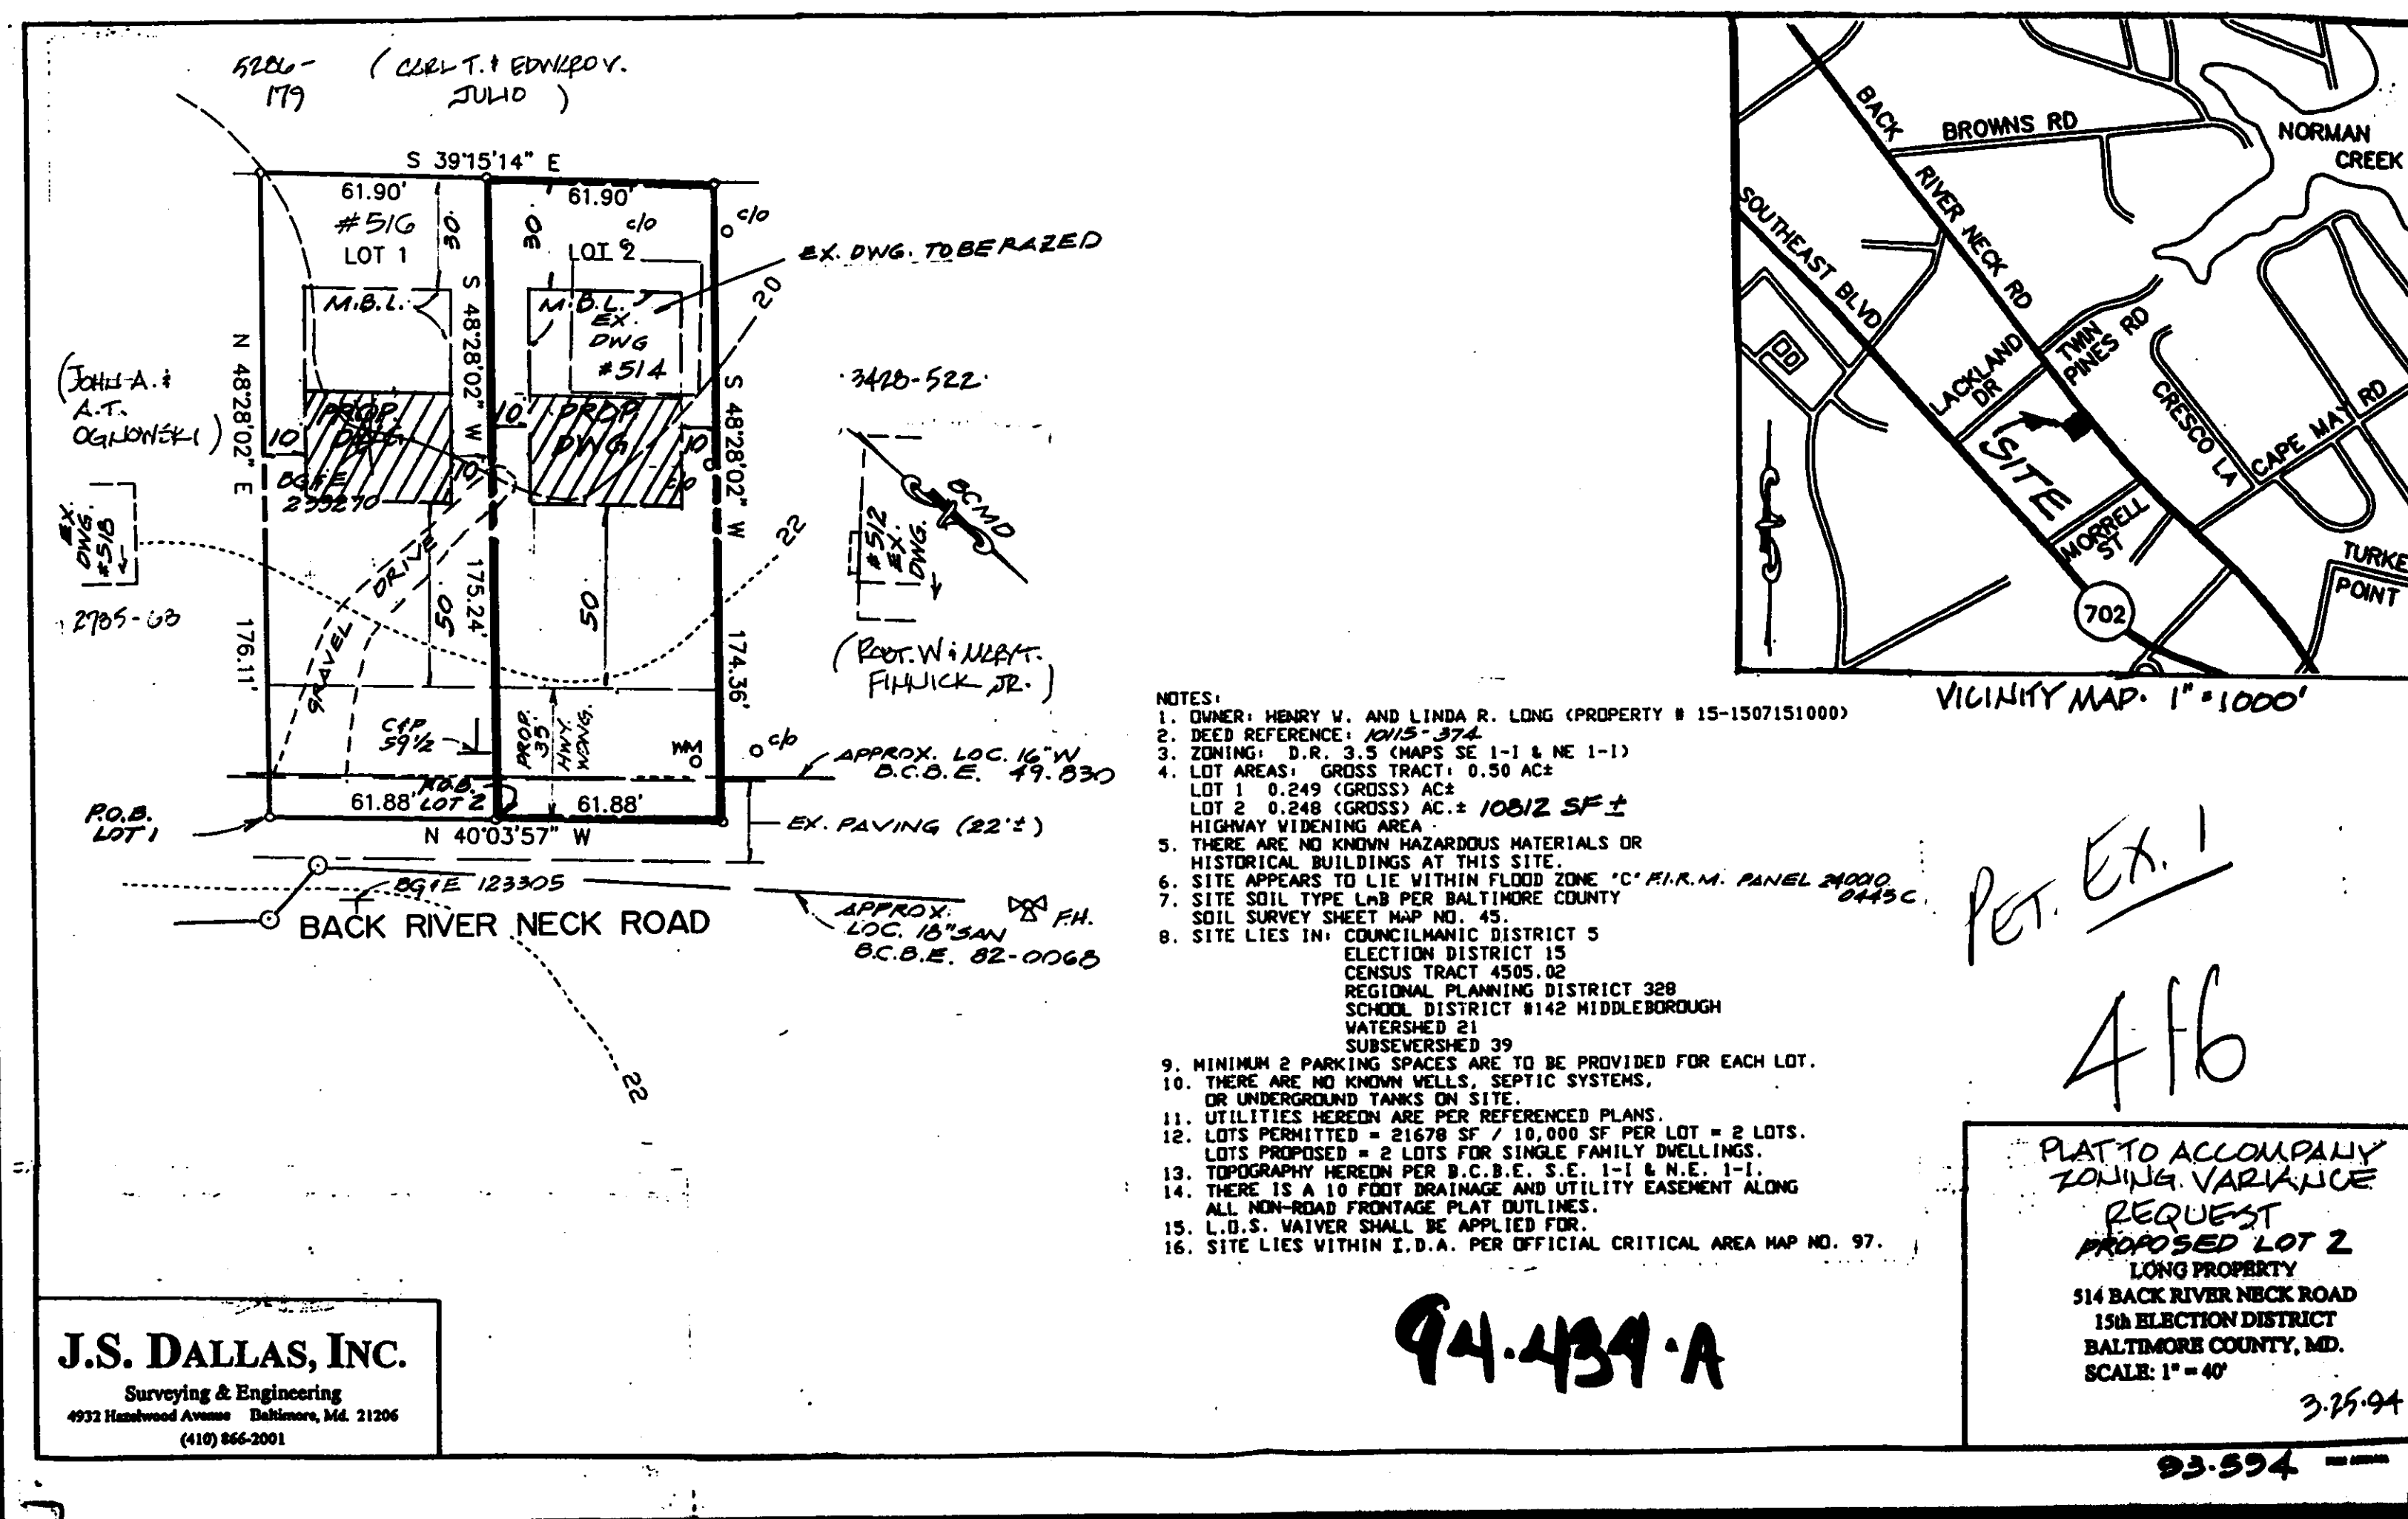 5286-
179
( CARL T. & EDWARD V.
JULIO )
S 39°15'14" E
61.90'
61.90'
#516
LOT 1
30'
30'
c/o
c/o
LOT 2
EX. DWG. TO BE RAZED
M.B.L.
M.B.L.
EX.
DWG
#514
20
N 48°28'02" E
S 48°28'02" W
S 48°28'02" W
(JOHN A. &
A.T.
OGNOWSKI)
3428-522
10'
PROP.
DWG
10'
10'
PROP.
DWG
10
c/o
BG&E
239270
EX.
DWG.
#518
2785-63
22
#512
EX.
DWG.
BCMD
GRAVEL DRIVE
50'
50'
176.11'
175.24'
174.36'
(ROBT. W & MARY T.
FINNICK JR.)
C&P
59 1/2
PROP.
35'
HWY.
WDNG.
WM
c/o
APPROX. LOC. 16" W
B.C.B.E. 49-830
P.O.B.
LOT 1
P.O.B.
LOT 2
61.88'
61.88'
N 40°03'57" W
EX. PAVING (22'±)
BG&E 123305
BACK RIVER NECK ROAD
APPROX.
LOC. 18" SAN
B.C.B.E. 82-0068
F.H.
22
BACK RIVER NECK RD
BROWNS RD
NORMAN
CREEK
SOUTHEAST BLVD
LACKLAND
DR
TWIN
PINES RD
CRESCO LA
CAPE MAY RD
SITE
MORRELL
ST
TURKE
POINT
702
VICINITY MAP. 1"=1000'
NOTES:
1. OWNER: HENRY W. AND LINDA R. LONG (PROPERTY # 15-1507151000)
2. DEED REFERENCE: 10115-374
3. ZONING: D.R. 3.5 (MAPS SE 1-I & NE 1-I)
4. LOT AREAS: GROSS TRACT: 0.50 AC±
LOT 1 0.249 (GROSS) AC±
LOT 2 0.248 (GROSS) AC.± 10812 SF±
HIGHWAY WIDENING AREA
5. THERE ARE NO KNOWN HAZARDOUS MATERIALS OR
HISTORICAL BUILDINGS AT THIS SITE.
6. SITE APPEARS TO LIE WITHIN FLOOD ZONE "C" F.I.R.M. PANEL 240010
0445C
7. SITE SOIL TYPE LmB PER BALTIMORE COUNTY
SOIL SURVEY SHEET MAP NO. 45.
8. SITE LIES IN: COUNCILMANIC DISTRICT 5
ELECTION DISTRICT 15
CENSUS TRACT 4505.02
REGIONAL PLANNING DISTRICT 328
SCHOOL DISTRICT #142 MIDDLEBOROUGH
WATERSHED 21
SUBSEWERSHED 39
9. MINIMUM 2 PARKING SPACES ARE TO BE PROVIDED FOR EACH LOT.
10. THERE ARE NO KNOWN WELLS, SEPTIC SYSTEMS,
OR UNDERGROUND TANKS ON SITE.
11. UTILITIES HEREON ARE PER REFERENCED PLANS.
12. LOTS PERMITTED = 21678 SF / 10,000 SF PER LOT = 2 LOTS.
LOTS PROPOSED = 2 LOTS FOR SINGLE FAMILY DWELLINGS.
13. TOPOGRAPHY HEREON PER B.C.B.E. S.E. 1-I & N.E. 1-I.
14. THERE IS A 10 FOOT DRAINAGE AND UTILITY EASEMENT ALONG
ALL NON-ROAD FRONTAGE PLAT OUTLINES.
15. L.O.S. WAIVER SHALL BE APPLIED FOR.
16. SITE LIES WITHIN I.D.A. PER OFFICIAL CRITICAL AREA MAP NO. 97.
PET. EX. 1
416
94-439-A
J.S. DALLAS, INC.
Surveying & Engineering
4932 Hazelwood Avenue Baltimore, Md. 21206
(410) 866-2001
PLAT TO ACCOMPANY
ZONING VARIANCE
REQUEST
PROPOSED LOT 2
LONG PROPERTY
514 BACK RIVER NECK ROAD
15th ELECTION DISTRICT
BALTIMORE COUNTY, MD.
SCALE: 1" = 40'
3-25-94
93-594